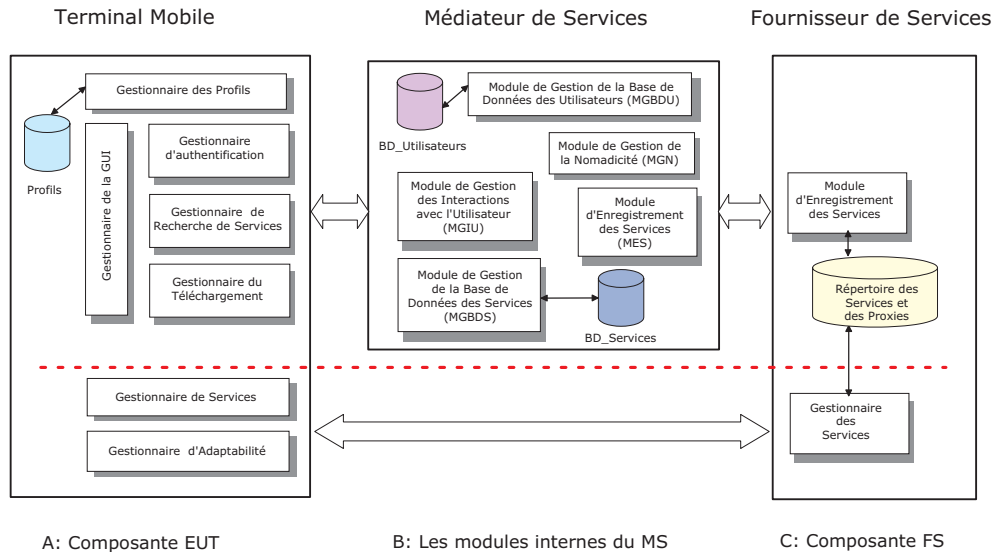 Terminal Mobile
Médiateur de Services
Fournisseur de Services
Gestionnaire des Profils
Profils
Gestionnaire de la GUI
Gestionnaire
d'authentification
Gestionnaire de
Recherche de Services
Gestionnaire du
Téléchargement
Gestionnaire de Services
Gestionnaire d'Adaptabilité
BD_Utilisateurs
Module de Gestion de la Base de
Données des Utilisateurs (MGBDU)
Module de Gestion de
la Nomadicité (MGN)
Module de Gestion
des Interactions
avec l'Utilisateur
(MGIU)
Module
d'Enregistrement
des Services
(MES)
Module de Gestion
de la Base de
Données des Services
(MGBDS)
BD_Services
Module
d'Enregistrement
des Services
Répertoire des
Services et
des Proxies
Gestionnaire
des
Services
A: Composante EUT
B: Les modules internes du MS
C: Composante FS